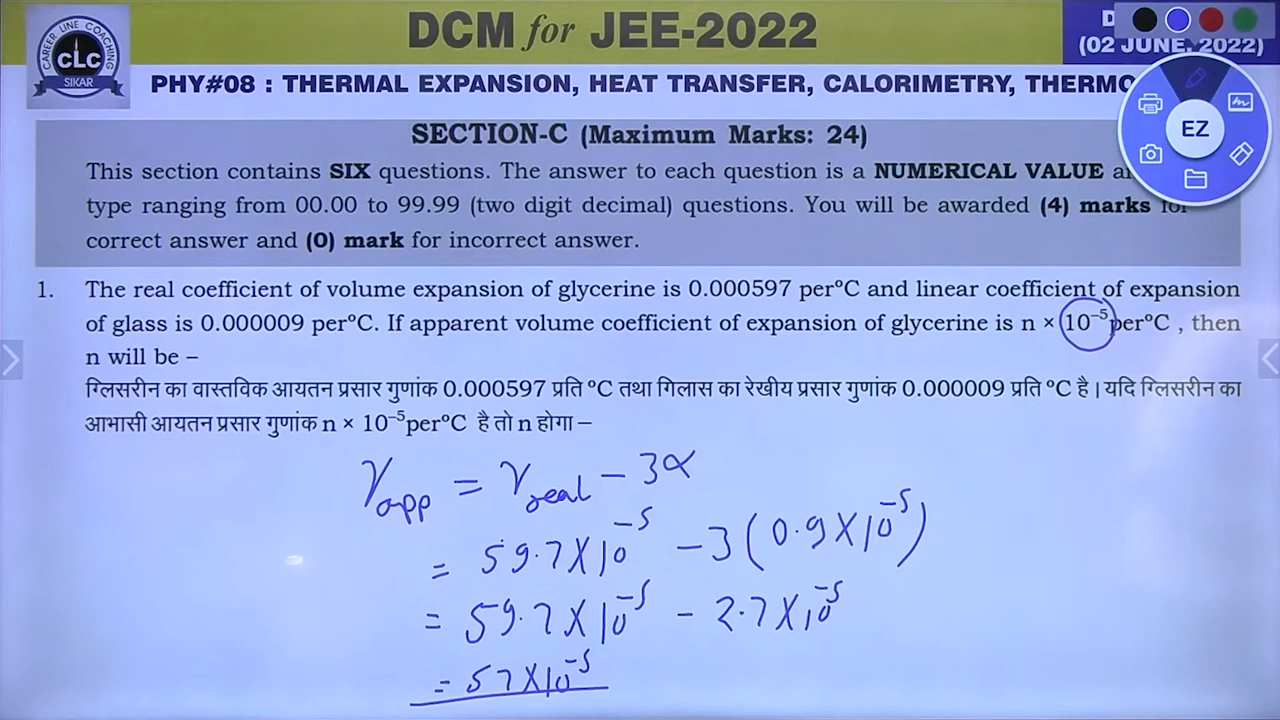 DCM for JEE-2022
(02 JUNE, 2022)
CAREER LINE COACHING
CLC
SIKAR
PHY#08 : THERMAL EXPANSION, HEAT TRANSFER, CALORIMETRY,
EZ
SECTION-C (Maximum Marks: 24)
This section contains SIX questions. The answer to each question is a NUMERICAL VALUE
type ranging from 00.00 to 99.99 (two digit decimal) questions. You will be awarded (4) marks for
correct answer and (0) mark for incorrect answer.
1. The real coefficient of volume expansion of glycerine is 0.000597 per°C and linear coefficient of expansion
of glass is 0.000009 per°C. If apparent volume coefficient of expansion of glycerine is n × 10⁻⁵per°C , then
n will be –
ग्लिसरीन का वास्तविक आयतन प्रसार गुणांक 0.000597 प्रति °C तथा गिलास का रेखीय प्रसार गुणांक 0.000009 प्रति °C है। यदि ग्लिसरीन का
आभासी आयतन प्रसार गुणांक n × 10⁻⁵per°C है तो n होगा –
γapp = γreal – 3α
= 59.7×10⁻⁵ – 3(0.9×10⁻⁵)
= 59.7×10⁻⁵ – 2.7×10⁻⁵
= 57×10⁻⁵